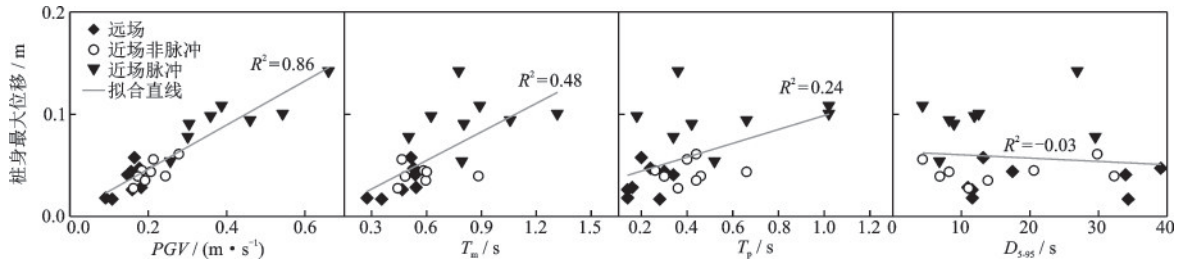 桩身最大位移 / m
0.2
0.1
0.0
远场
近场非脉冲
近场脉冲
拟合直线
R²=0.86
R²=0.48
R²=0.24
R²=−0.03
0.0 0.2 0.4 0.6
0.3 0.6 0.9 1.2 1.5
0.2 0.4 0.6 0.8 1.0 1.2
0 10 20 30 40
PGV / (m·s⁻¹)
Tm / s
Tp / s
D5-95 / s